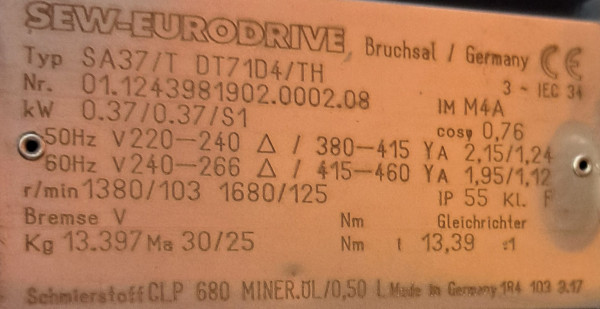 SEW-EURODRIVE Bruchsal / Germany CE
Typ SA37/T DT71D4/TH 3 ~ IEC 34
Nr. 01.1243981902.0002.08
kW 0.37/0.37/S1 IM M4A
cosφ 0,76
50Hz V 220-240 Δ / 380-415 Y A 2,15/1,24
60Hz V 240-266 Δ / 415-460 Y A 1,95/1,12
r/min 1380/103 1680/125 IP 55 Kl. F
Bremse V Nm Gleichrichter
Kg 13.397 Ma 30/25 Nm i 13,39 :1
Schmierstoff CLP 680 MINER.ÖL/0,50 L Made in Germany 184 103 3.17